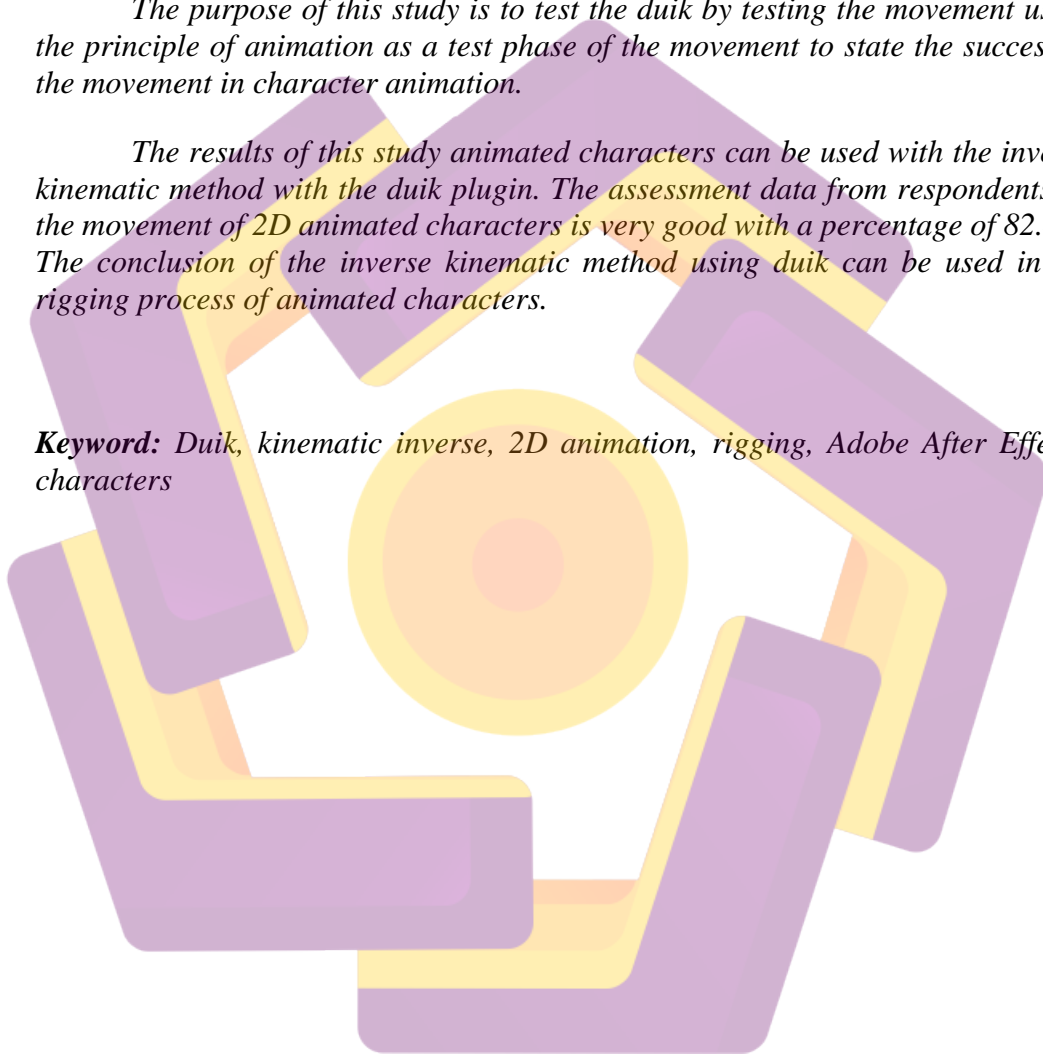 The purpose of this study is to test the duik by testing the movement us
the principle of animation as a test phase of the movement to state the succes
the movement in character animation.
The results of this study animated characters can be used with the inve
kinematic method with the duik plugin. The assessment data from respondents
the movement of 2D animated characters is very good with a percentage of 82.
The conclusion of the inverse kinematic method using duik can be used in
rigging process of animated characters.
Keyword: Duik, kinematic inverse, 2D animation, rigging, Adobe After Effe
characters